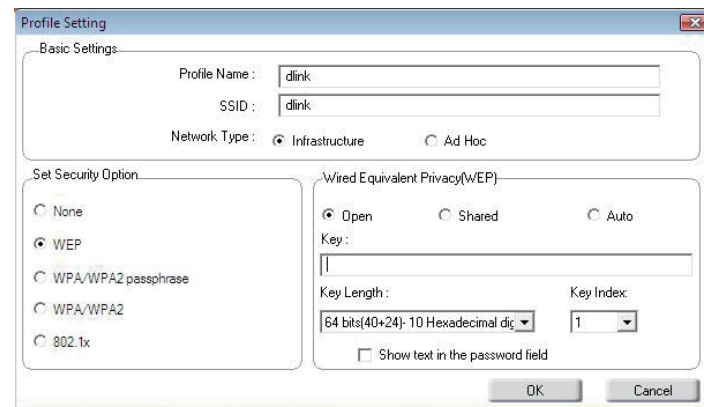 Profile Setting
Basic Settings
Profile Name :
dlink
SSID :
dlink
Network Type :
Infrastructure
Ad Hoc
Set Security Option
None
WEP
WPA/WPA2 passphrase
WPA/WPA2
802.1x
Wired Equivalent Privacy(WEP)
Open
Shared
Auto
Key :
Key Length :
Key Index:
64 bits(40+24)- 10 Hexadecimal dig
1
Show text in the password field
OK
Cancel